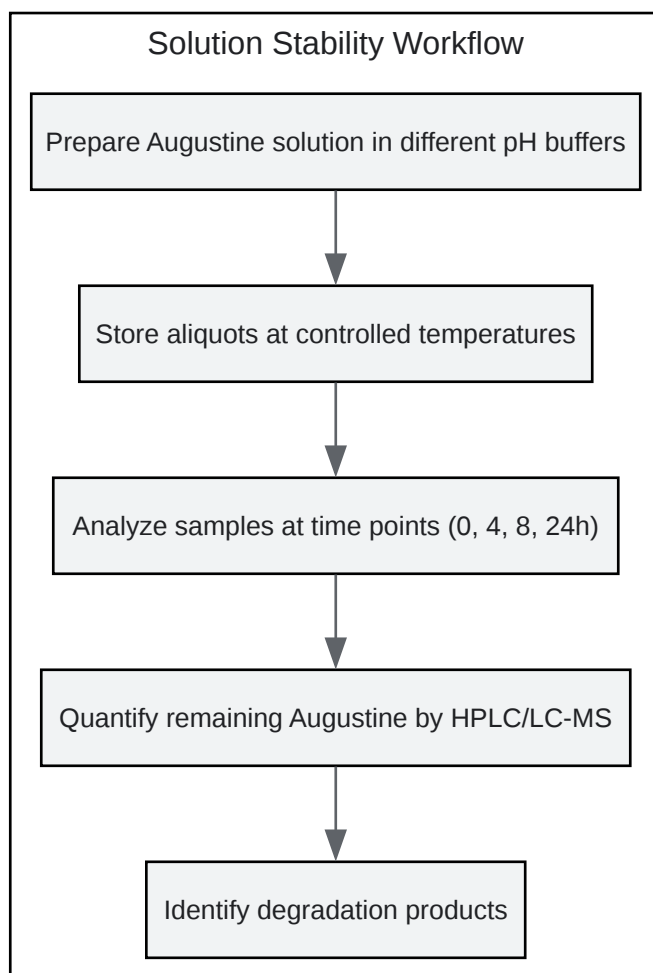 Solution Stability Workflow
Prepare Augustine solution in different pH buffers
Store aliquots at controlled temperatures
Analyze samples at time points (0, 4, 8, 24h)
Quantify remaining Augustine by HPLC/LC-MS
Identify degradation products